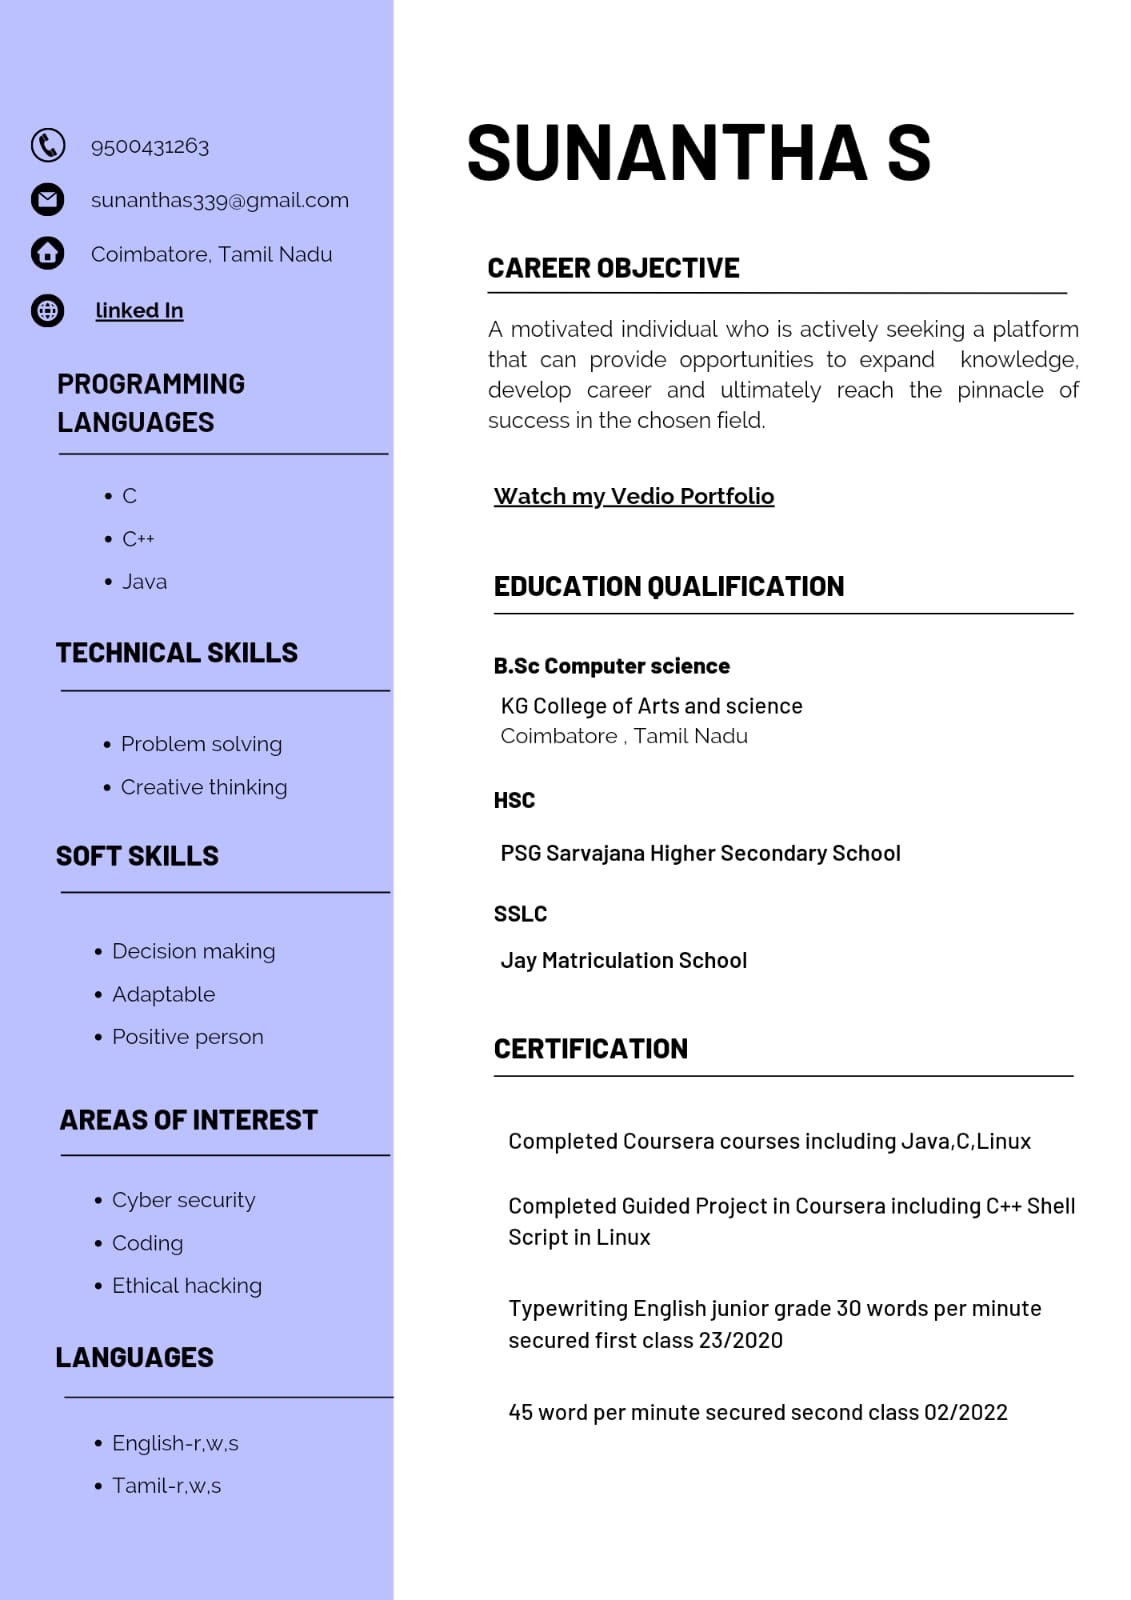 9500431263
sunanthas339@gmail.com
Coimbatore, Tamil Nadu
linked In
PROGRAMMING
LANGUAGES
• C
• C++
• Java
TECHNICAL SKILLS
• Problem solving
• Creative thinking
SOFT SKILLS
• Decision making
• Adaptable
• Positive person
AREAS OF INTEREST
• Cyber security
• Coding
• Ethical hacking
LANGUAGES
• English-r,w,s
• Tamil-r,w,s
SUNANTHA S
CAREER OBJECTIVE
A motivated individual who is actively seeking a platform
that can provide opportunities to expand knowledge,
develop career and ultimately reach the pinnacle of
success in the chosen field.
Watch my Vedio Portfolio
EDUCATION QUALIFICATION
B.Sc Computer science
KG College of Arts and science
Coimbatore , Tamil Nadu
HSC
PSG Sarvajana Higher Secondary School
SSLC
Jay Matriculation School
CERTIFICATION
Completed Coursera courses including Java,C,Linux
Completed Guided Project in Coursera including C++ Shell
Script in Linux
Typewriting English junior grade 30 words per minute
secured first class 23/2020
45 word per minute secured second class 02/2022